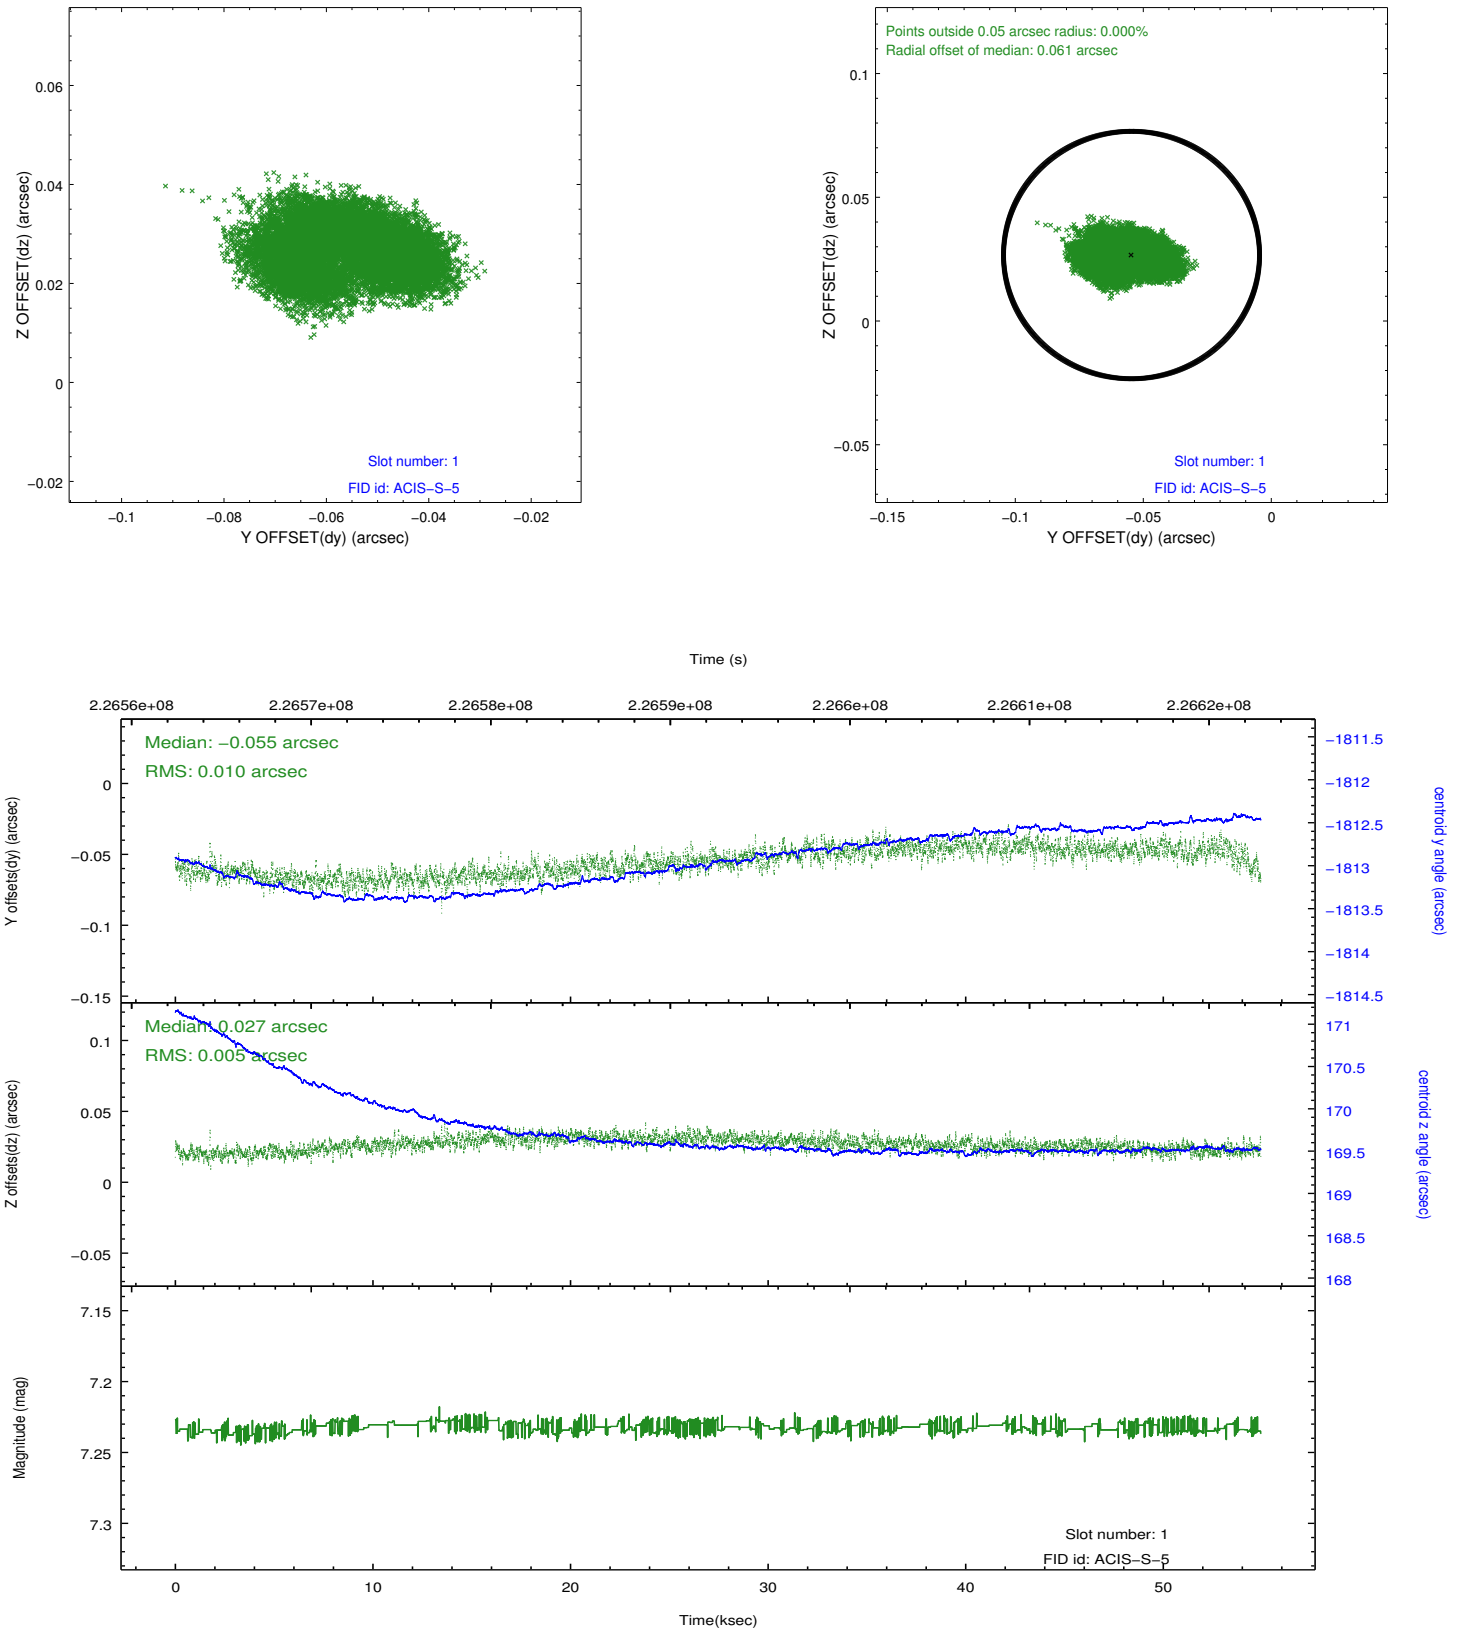 0.06
0.04
0.02
0
−0.02
Z OFFSET(dz) (arcsec)
Slot number: 1
FID id: ACIS−S−5
−0.1
−0.08
−0.06
−0.04
−0.02
Y OFFSET(dy) (arcsec)
Points outside 0.05 arcsec radius: 0.000%
Radial offset of median: 0.061 arcsec
0.1
0.05
0
−0.05
Z OFFSET(dz) (arcsec)
Slot number: 1
FID id: ACIS−S−5
−0.15
−0.1
−0.05
0
Y OFFSET(dy) (arcsec)
Time (s)
2.2656e+08
2.2657e+08
2.2658e+08
2.2659e+08
2.266e+08
2.2661e+08
2.2662e+08
Median: −0.055 arcsec
RMS: 0.010 arcsec
0
−0.05
−0.1
−0.15
Y offsets(dy) (arcsec)
−1811.5
−1812
−1812.5
−1813
−1813.5
−1814
−1814.5
centroid y angle (arcsec)
Median: 0.027 arcsec
RMS: 0.005 arcsec
0.1
0.05
0
−0.05
Z offsets(dz) (arcsec)
171
170.5
170
169.5
169
168.5
168
centroid z angle (arcsec)
7.15
7.2
7.25
7.3
Magnitude (mag)
Slot number: 1
FID id: ACIS−S−5
0
10
20
30
40
50
Time(ksec)